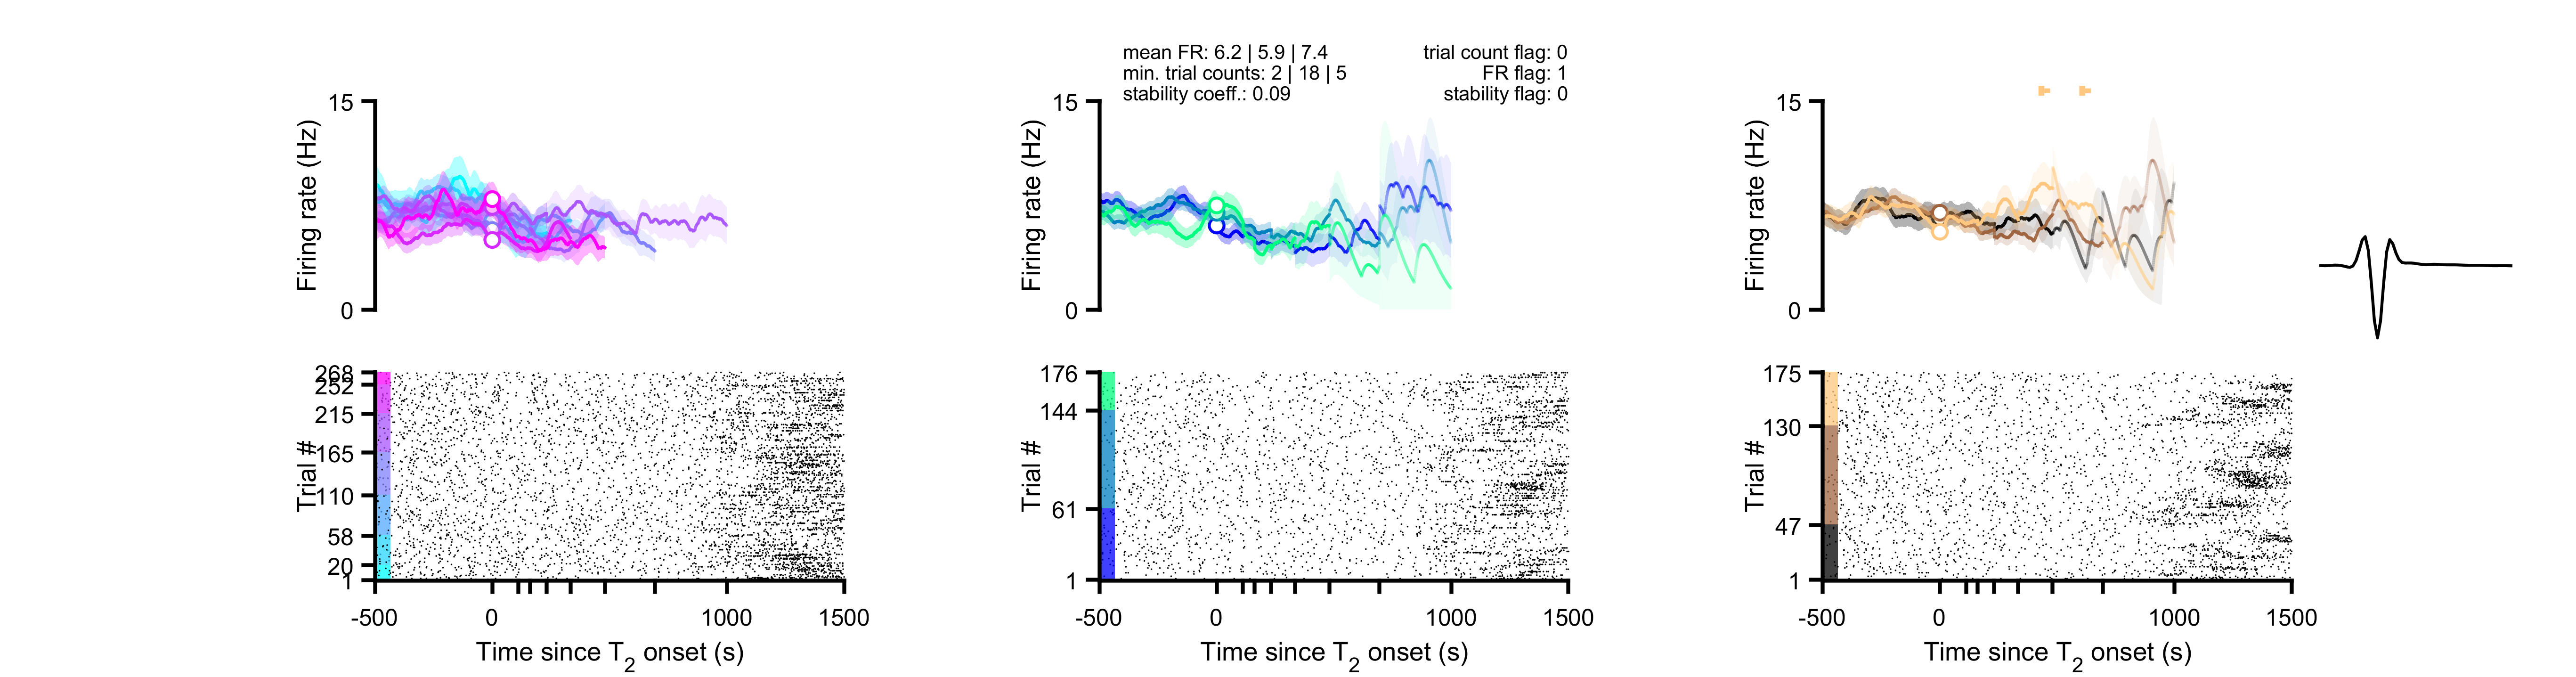 mean FR: 6.2 | 5.9 | 7.4
min. trial counts: 2 | 18 | 5
stability coeff.: 0.09
trial count flag: 0
FR flag: 1
stability flag: 0
15
Firing rate (Hz)
0
15
Firing rate (Hz)
0
15
Firing rate (Hz)
0
268
252
215
165
110
58
20
1
Trial #
-500
0
1000
1500
Time since T2 onset (s)
176
144
61
1
Trial #
-500
0
1000
1500
Time since T2 onset (s)
175
130
47
1
Trial #
-500
0
1000
1500
Time since T2 onset (s)